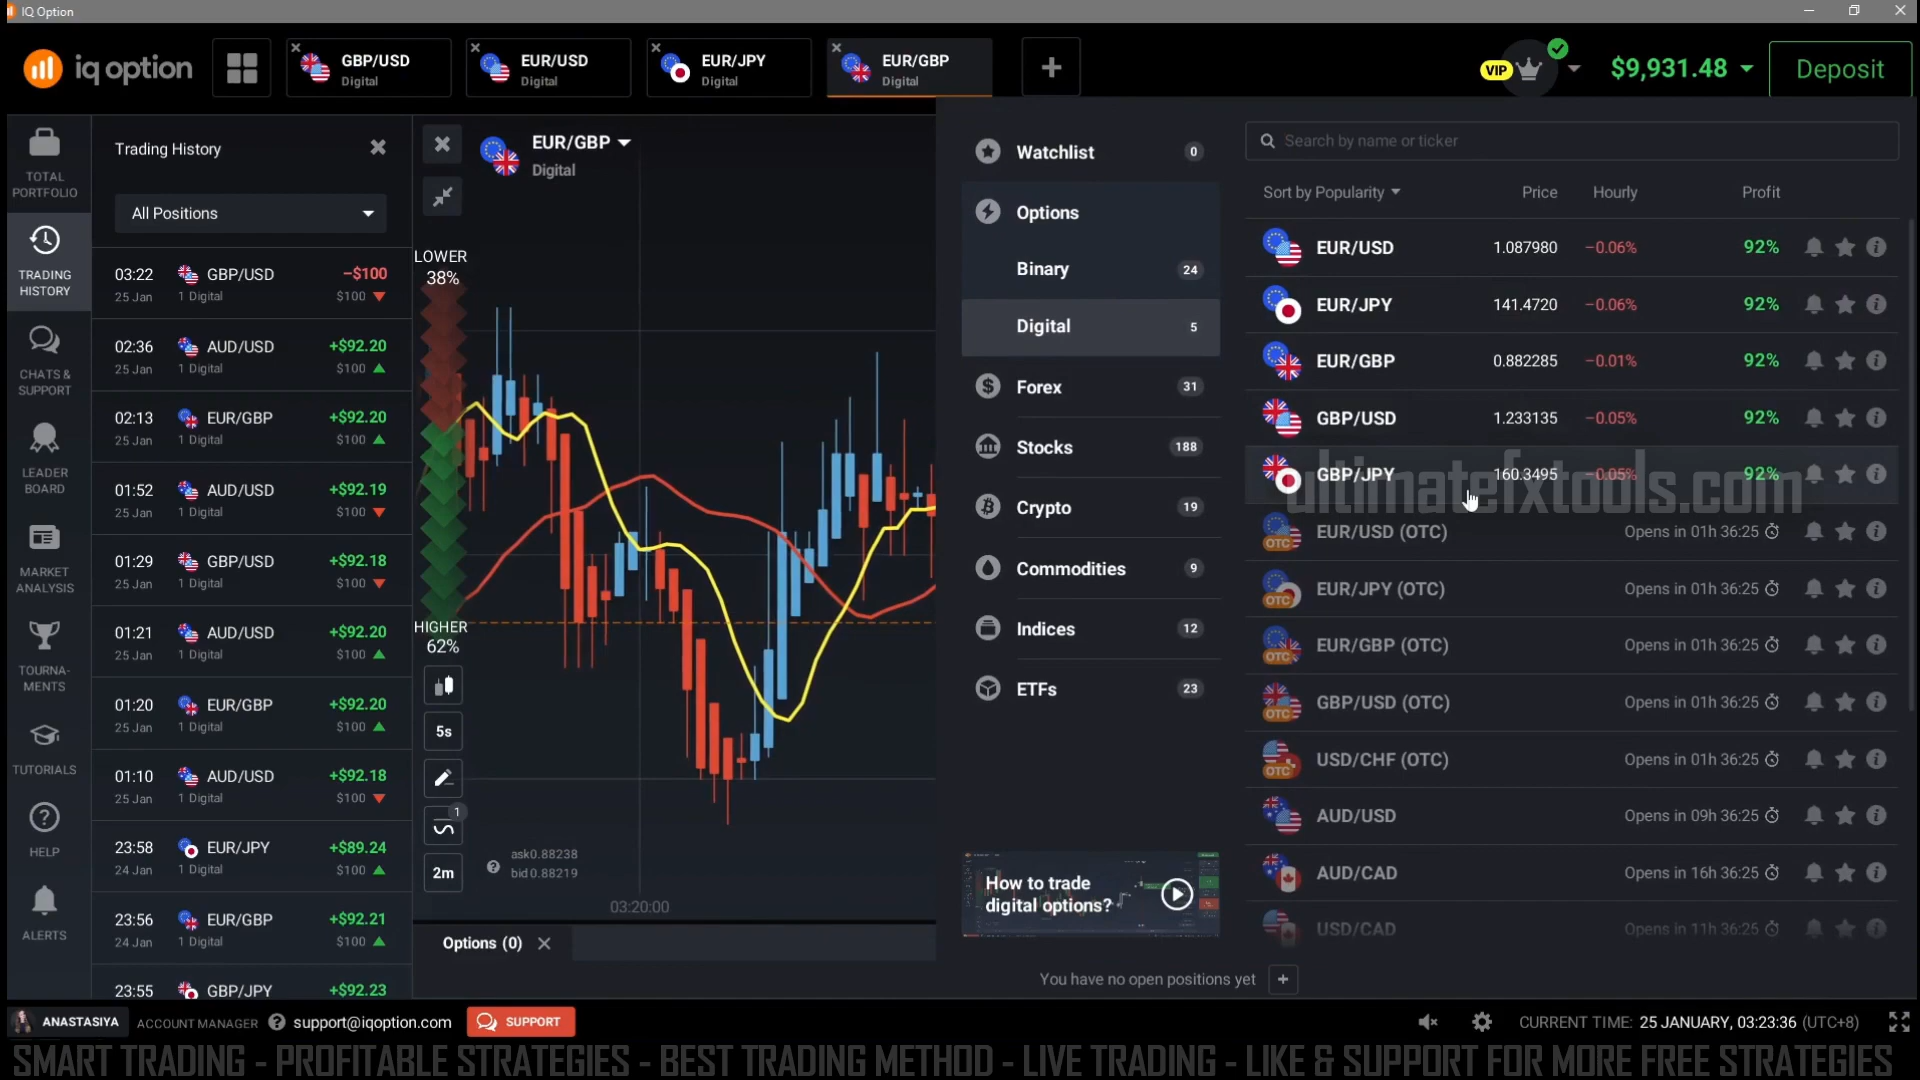 IQ Option
iq option
GBP/USD
Digital
EUR/USD
Digital
EUR/JPY
Digital
EUR/GBP
Digital
+
VIP
$9,931.48
Deposit
TOTAL
PORTFOLIO
TRADING
HISTORY
CHATS &
SUPPORT
LEADER
BOARD
MARKET
ANALYSIS
TOURNA-
MENTS
TUTORIALS
HELP
ALERTS
Trading History
All Positions
03:22 GBP/USD −$100
25 Jan 1 Digital $100
02:36 AUD/USD +$92.20
25 Jan 1 Digital $100
02:13 EUR/GBP +$92.20
25 Jan 1 Digital $100
01:52 AUD/USD +$92.19
25 Jan 1 Digital $100
01:29 GBP/USD +$92.18
25 Jan 1 Digital $100
01:21 AUD/USD +$92.20
25 Jan 1 Digital $100
01:20 EUR/GBP +$92.20
25 Jan 1 Digital $100
01:10 AUD/USD +$92.18
25 Jan 1 Digital $100
23:58 EUR/JPY +$89.24
24 Jan 1 Digital $100
23:56 EUR/GBP +$92.21
24 Jan 1 Digital $100
23:55 GBP/JPY +$92.23
EUR/GBP
Digital
LOWER
38%
HIGHER
62%
5s
1
2m
ask0.88238
bid0.88219
03:20:00
Options (0)
Watchlist 0
Options
Binary 24
Digital 5
Forex 31
Stocks 188
Crypto 19
Commodities 9
Indices 12
ETFs 23
How to trade
digital options?
Search by name or ticker
Sort by Popularity Price Hourly Profit
EUR/USD 1.087980 −0.06% 92%
EUR/JPY 141.4720 −0.06% 92%
EUR/GBP 0.882285 −0.01% 92%
GBP/USD 1.233135 −0.05% 92%
GBP/JPY 160.3495 −0.05% 92%
ultimatefxtools.com
OTC EUR/USD (OTC) Opens in 01h 36:25
OTC EUR/JPY (OTC) Opens in 01h 36:25
OTC EUR/GBP (OTC) Opens in 01h 36:25
OTC GBP/USD (OTC) Opens in 01h 36:25
OTC USD/CHF (OTC) Opens in 01h 36:25
AUD/USD Opens in 09h 36:25
AUD/CAD Opens in 16h 36:25
USD/CAD Opens in 11h 36:25
You have no open positions yet +
ANASTASIYA ACCOUNT MANAGER ? support@iqoption.com SUPPORT
CURRENT TIME: 25 JANUARY, 03:23:36 (UTC+8)
SMART TRADING - PROFITABLE STRATEGIES - BEST TRADING METHOD - LIVE TRADING - LIKE & SUPPORT FOR MORE FREE STRATEGIES